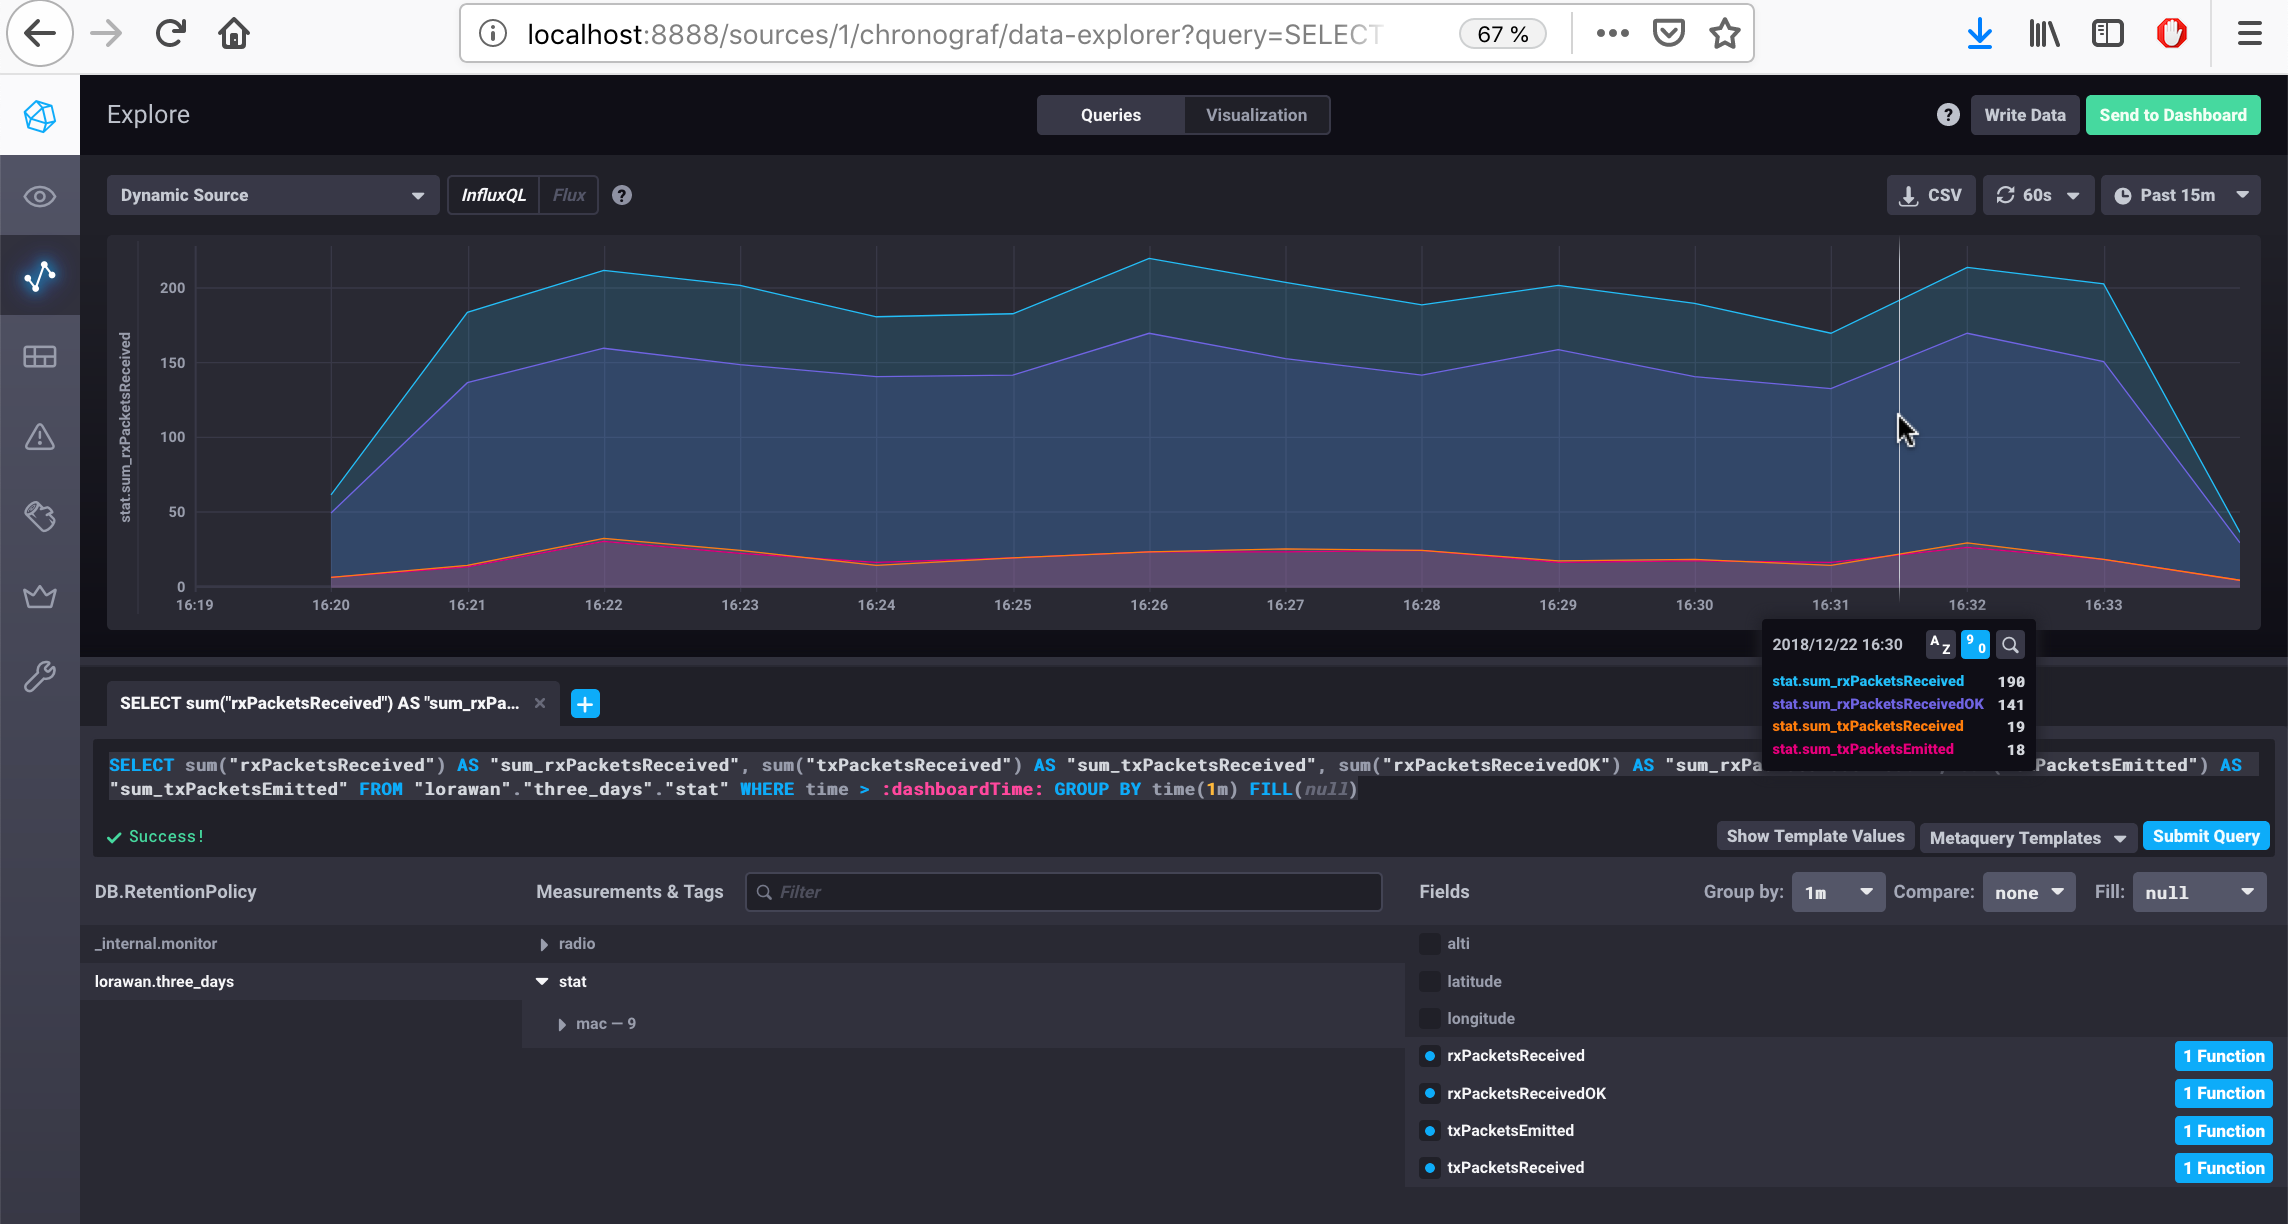 localhost:8888/sources/1/chronograf/data-explorer?query=SELECT
67 %
Explore
Queries
Visualization
?
Write Data
Send to Dashboard
Dynamic Source
InfluxQL
Flux
?
CSV
60s
Past 15m
stat.sum_rxPacketsReceived
200
150
100
50
0
16:19 16:20 16:21 16:22 16:23 16:24 16:25 16:26 16:27 16:28 16:29 16:30 16:31 16:32 16:33
2018/12/22 16:30
A Z
9 0
stat.sum_rxPacketsReceived 190
stat.sum_rxPacketsReceivedOK 141
stat.sum_txPacketsReceived 19
stat.sum_txPacketsEmitted 18
SELECT sum("rxPacketsReceived") AS "sum_rxPa...
SELECT sum("rxPacketsReceived") AS "sum_rxPacketsReceived", sum("txPacketsReceived") AS "sum_txPacketsReceived", sum("rxPacketsReceivedOK") AS "sum_rxPa PacketsEmitted") AS
"sum_txPacketsEmitted" FROM "lorawan"."three_days"."stat" WHERE time > :dashboardTime: GROUP BY time(1m) FILL(null)
Success!
Show Template Values
Metaquery Templates
Submit Query
DB.RetentionPolicy
Measurements & Tags
Filter
Fields
Group by: 1m
Compare: none
Fill: null
_internal.monitor
lorawan.three_days
radio
stat
mac – 9
alti
latitude
longitude
rxPacketsReceived 1 Function
rxPacketsReceivedOK 1 Function
txPacketsEmitted 1 Function
txPacketsReceived 1 Function